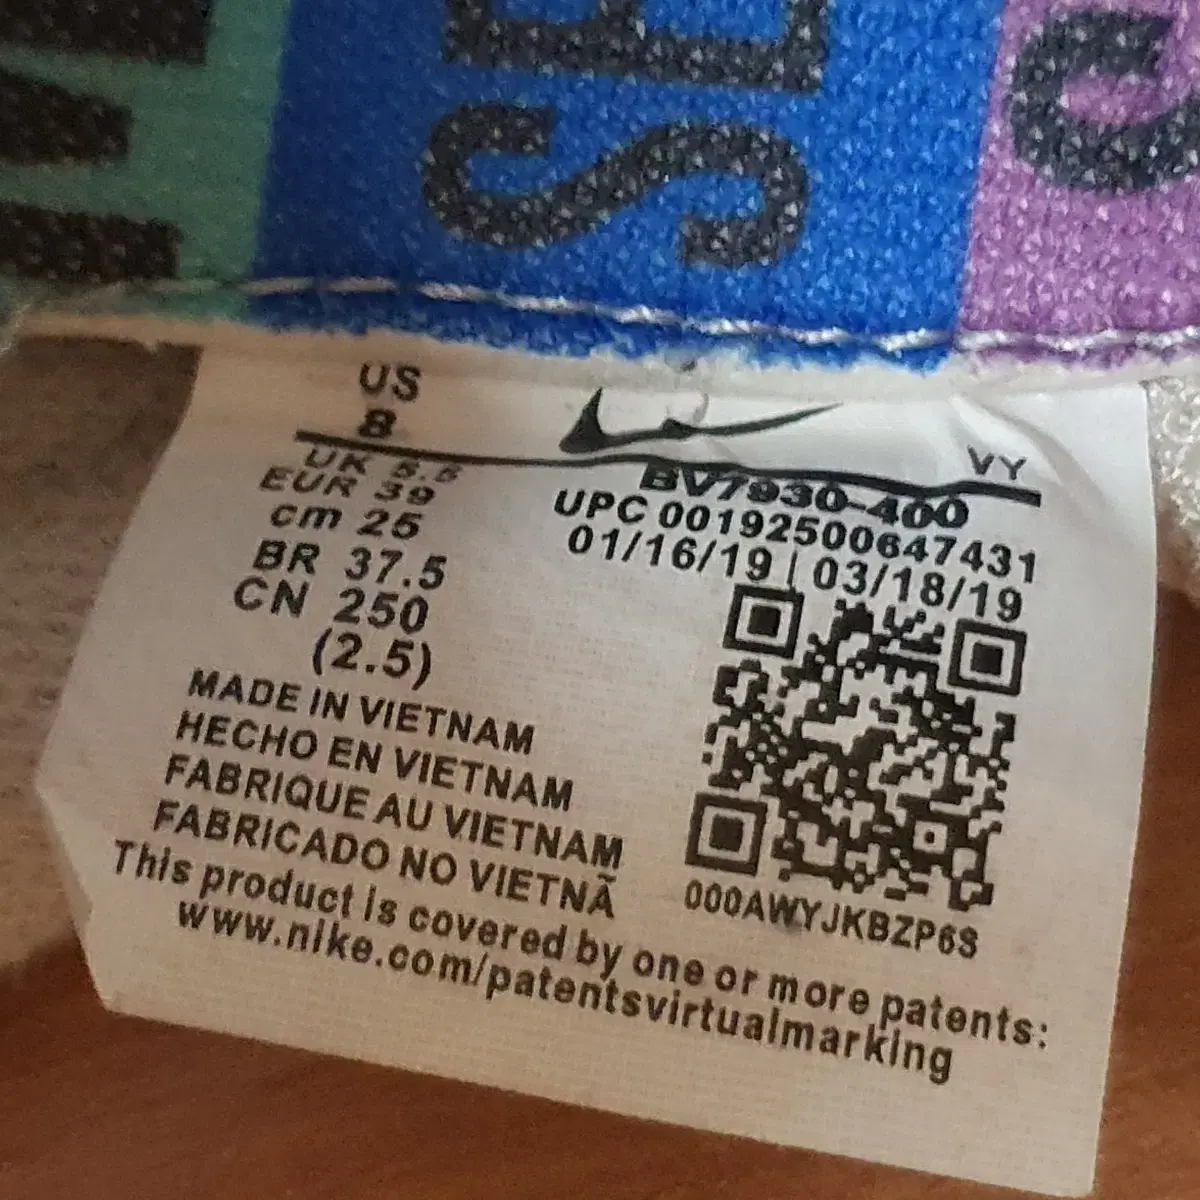 SE
S
US
8
VY
UK 5.5
EUR 39
cm 25
BR 37.5
CN 250
(2.5)
BV7930-400
UPC 00192500647431
01/16/19 | 03/18/19
MADE IN VIETNAM
HECHO EN VIETNAM
FABRIQUE AU VIETNAM
FABRICADO NO VIETNÃ
000AWYJKBZP6S
This product is covered by one or more patents:
www.nike.com/patentsvirtualmarking